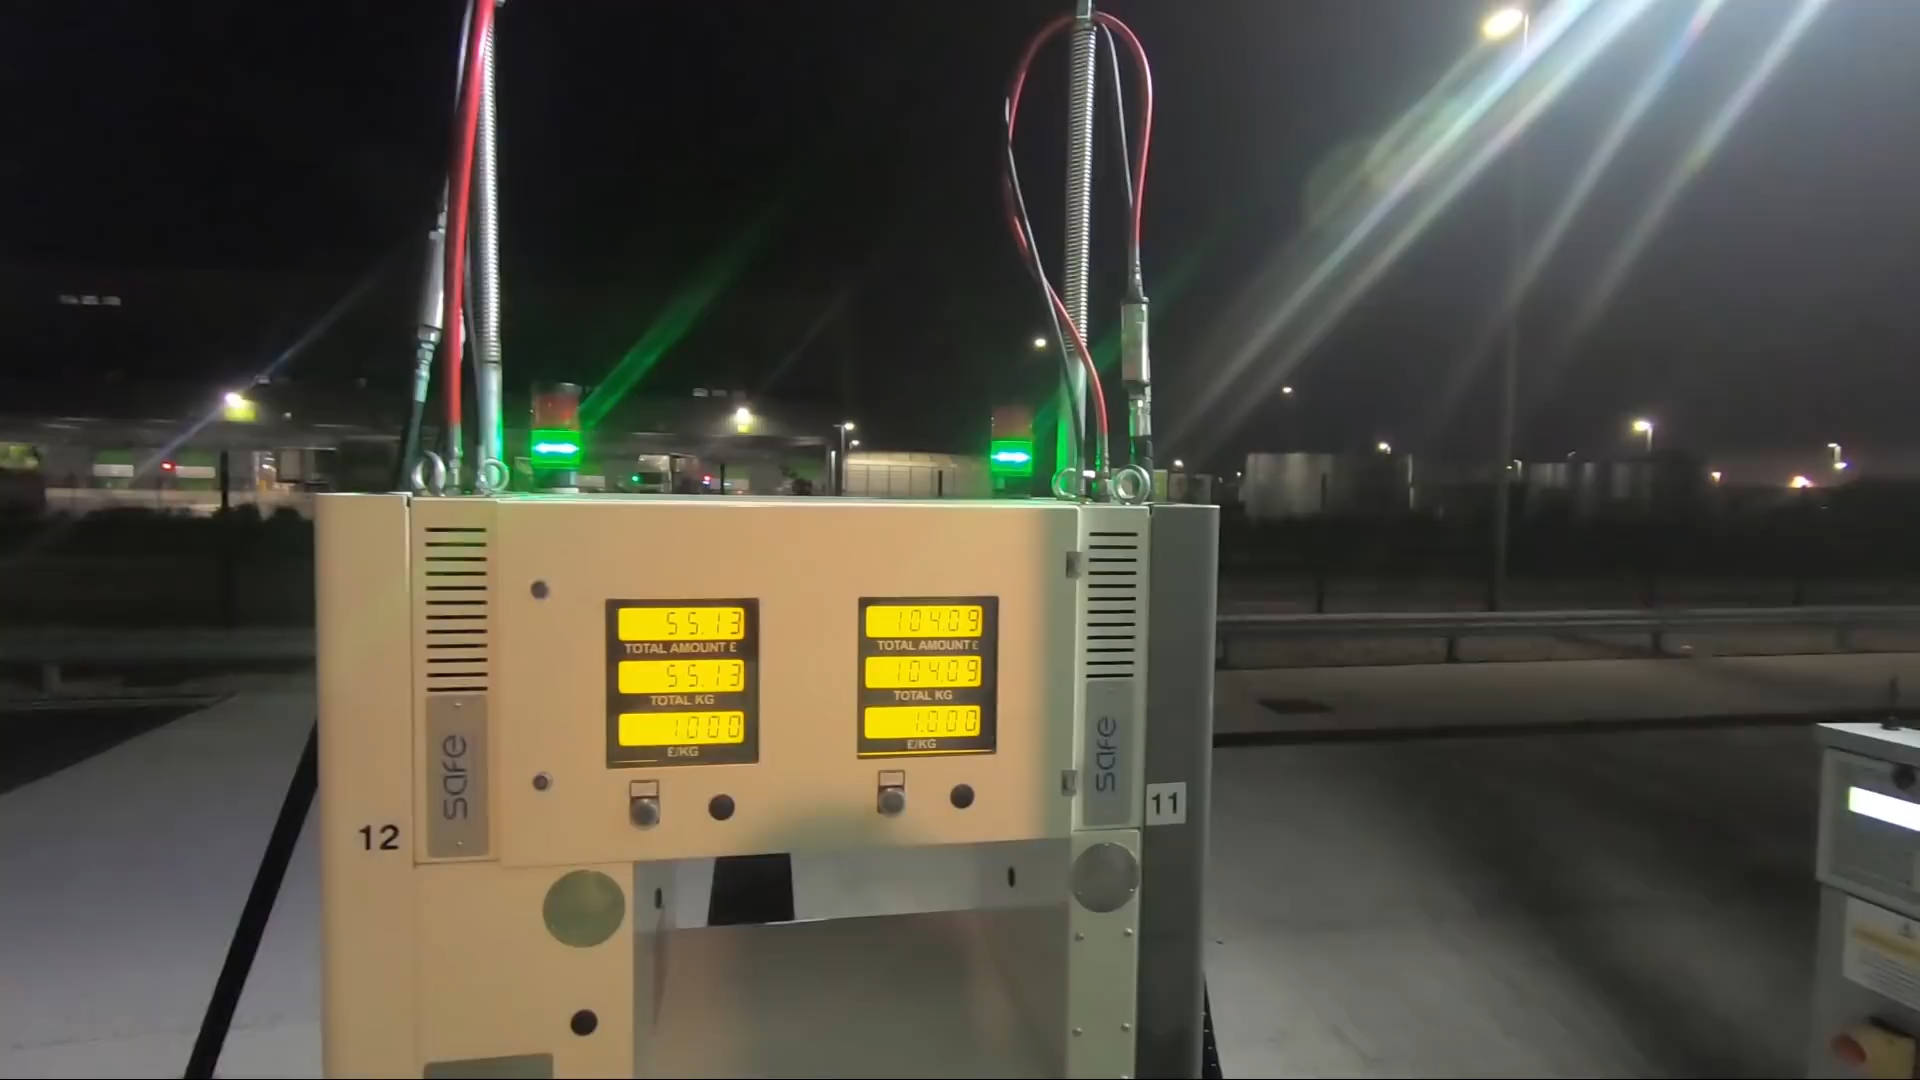 55.13
TOTAL AMOUNT £
55.13
TOTAL KG
1.000
£/KG
104.09
TOTAL AMOUNT £
104.09
TOTAL KG
1.000
£/KG
safe
safe
12
11